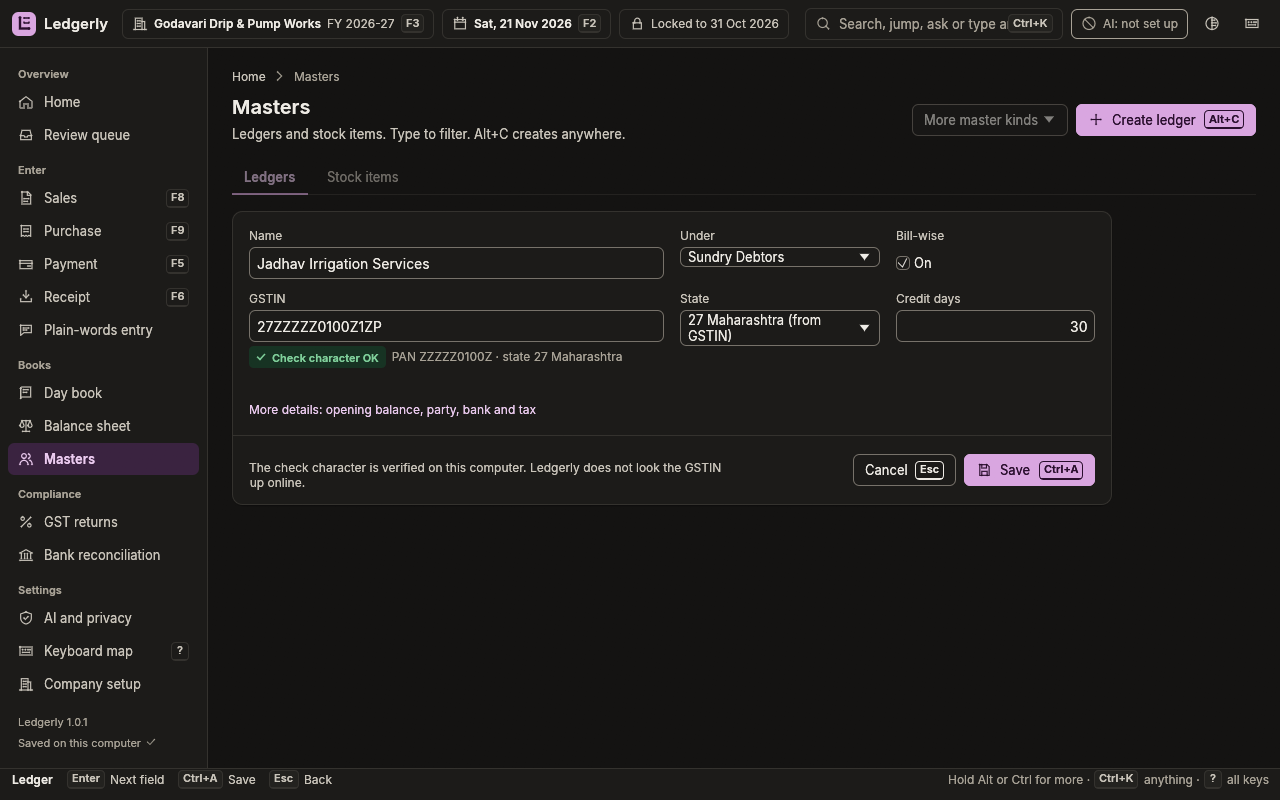 Ledgerly
Godavari Drip & Pump Works FY 2026-27 F3
Sat, 21 Nov 2026 F2
Locked to 31 Oct 2026
Search, jump, ask or type a Ctrl+K
AI: not set up
Overview
Home
Review queue
Enter
Sales F8
Purchase F9
Payment F5
Receipt F6
Plain-words entry
Books
Day book
Balance sheet
Masters
Compliance
GST returns
Bank reconciliation
Settings
AI and privacy
Keyboard map ?
Company setup
Ledgerly 1.0.1
Saved on this computer
Home Masters
Masters
Ledgers and stock items. Type to filter. Alt+C creates anywhere.
More master kinds
Create ledger Alt+C
Ledgers Stock items
Name
Jadhav Irrigation Services
Under
Sundry Debtors
Bill-wise
On
GSTIN
27ZZZZZ0100Z1ZP
Check character OK PAN ZZZZZ0100Z · state 27 Maharashtra
State
27 Maharashtra (from
GSTIN)
Credit days
30
More details: opening balance, party, bank and tax
The check character is verified on this computer. Ledgerly does not look the GSTIN
up online.
Cancel Esc
Save Ctrl+A
Ledger Enter Next field Ctrl+A Save Esc Back
Hold Alt or Ctrl for more · Ctrl+K anything · ? all keys